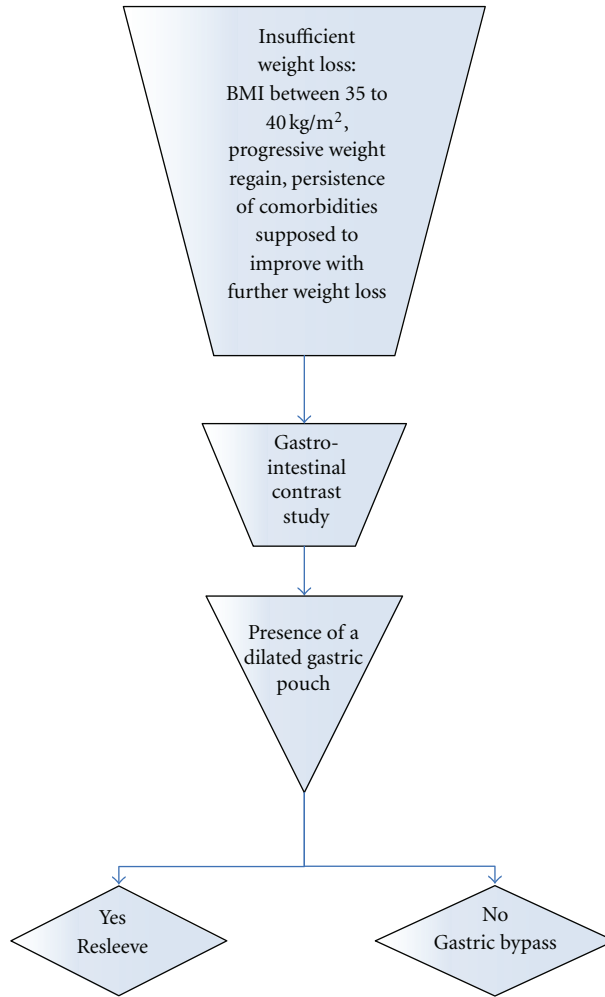 Insufficient
weight loss:
BMI between 35 to
40 kg/m²,
progressive weight
regain, persistence
of comorbidities
supposed to
improve with
further weight loss
Gastro-
intestinal
contrast
study
Presence of a
dilated gastric
pouch
Yes
Resleeve
No
Gastric bypass